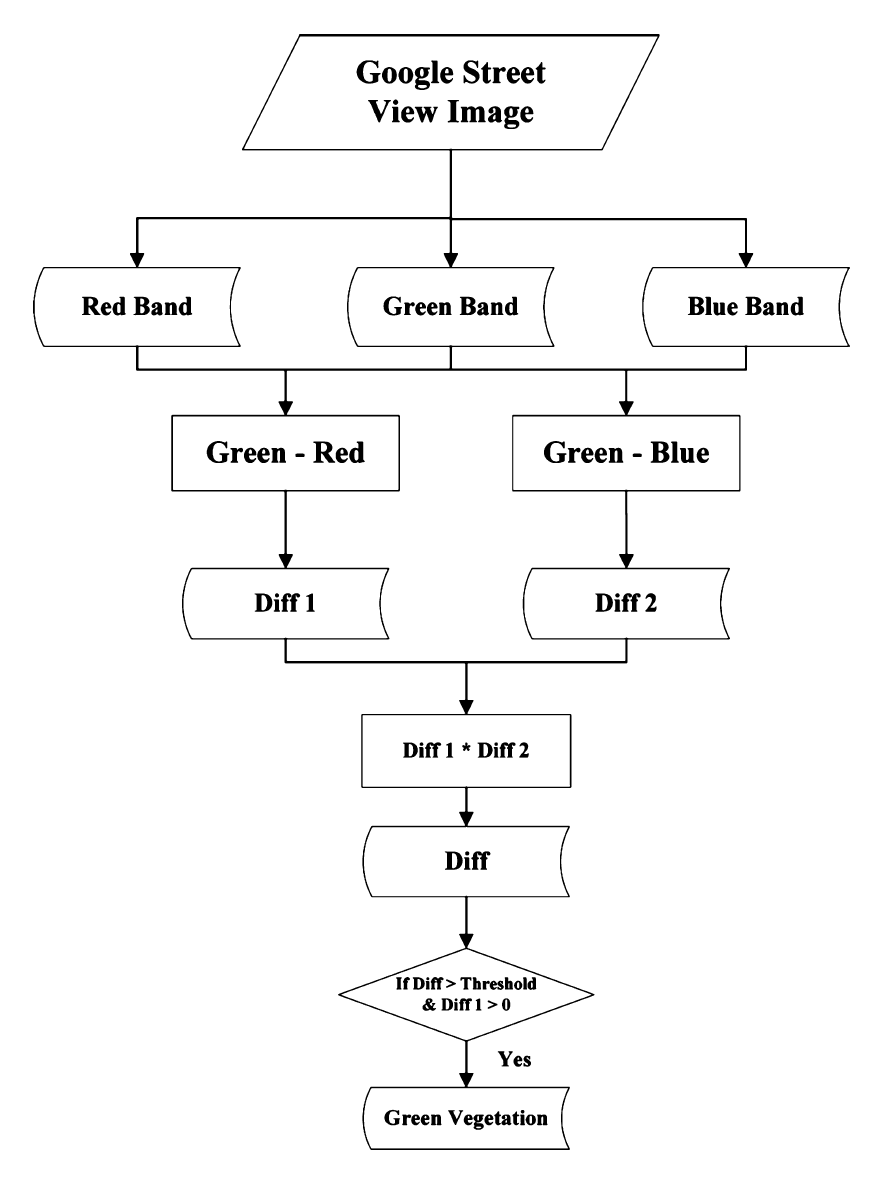 Google Street
View Image
Red Band
Green Band
Blue Band
Green - Red
Green - Blue
Diff 1
Diff 2
Diff 1 * Diff 2
Diff
If Diff > Threshold
& Diff 1 > 0
Yes
Green Vegetation